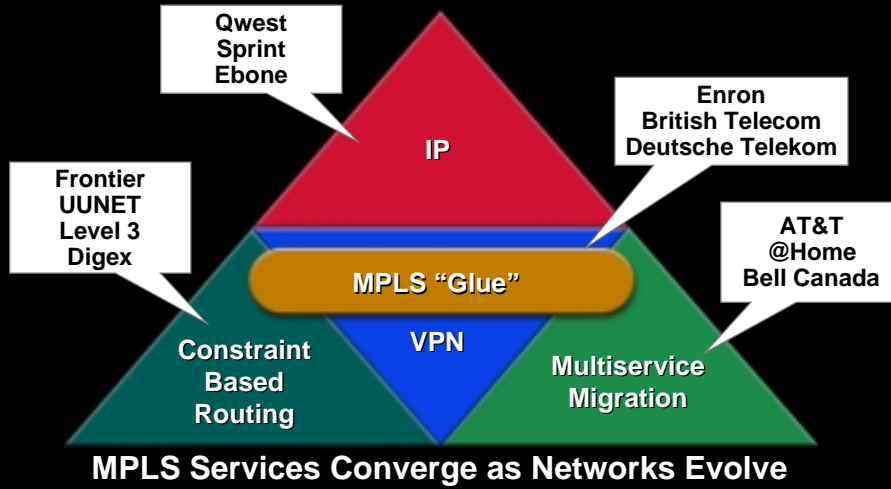 Qwest
Sprint
Ebone
Enron
British Telecom
Deutsche Telekom
IP
Frontier
UUNET
Level 3
Digex
AT&T
@Home
Bell Canada
MPLS “Glue”
VPN
Constraint
Based
Routing
Multiservice
Migration
MPLS Services Converge as Networks Evolve